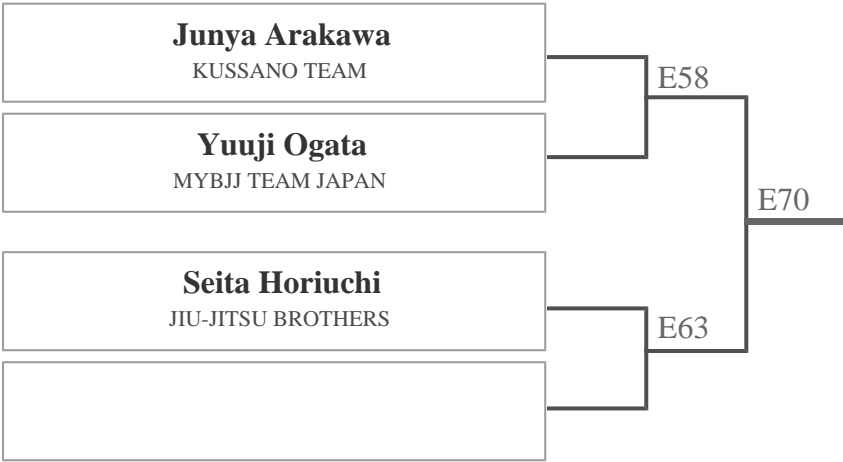 Junya Arakawa
KUSSANO TEAM
E58
Yuuji Ogata
MYBJJ TEAM JAPAN
E70
Seita Horiuchi
JIU-JITSU BROTHERS
E63